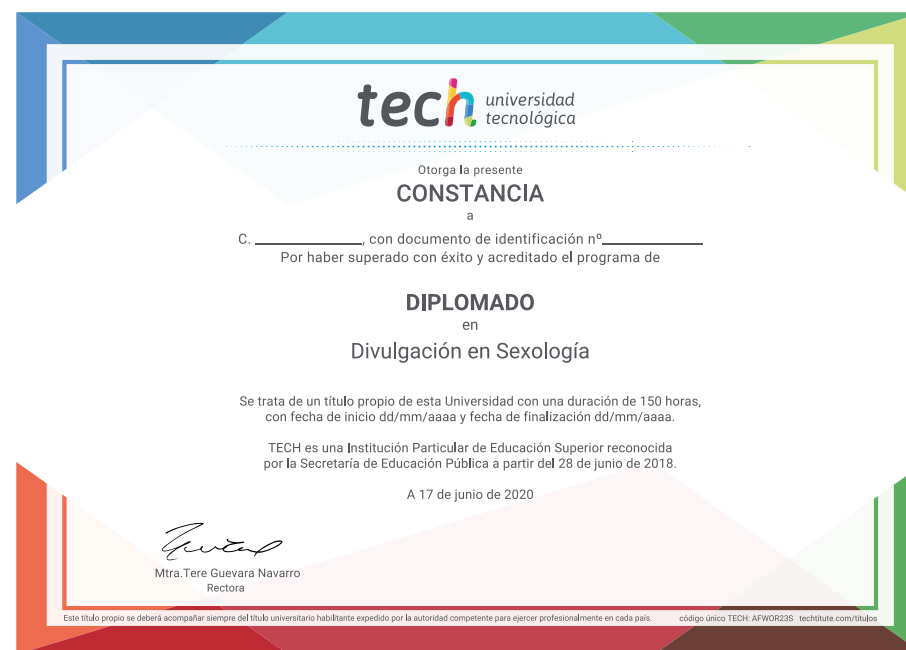 tech universidad
tecnológica
Otorga la presente
CONSTANCIA
a
C. ____________, con documento de identificación nº____________
Por haber superado con éxito y acreditado el programa de
DIPLOMADO
en
Divulgación en Sexología
Se trata de un título propio de esta Universidad con una duración de 150 horas,
con fecha de inicio dd/mm/aaaa y fecha de finalización dd/mm/aaaa.
TECH es una Institución Particular de Educación Superior reconocida
por la Secretaría de Educación Pública a partir del 28 de junio de 2018.
A 17 de junio de 2020
Mtra.Tere Guevara Navarro
Rectora
Este título propio se deberá acompañar siempre del título universitario habilitante expedido por la autoridad competente para ejercer profesionalmente en cada país. código único TECH: AFWOR23S techtitute.com/titulos